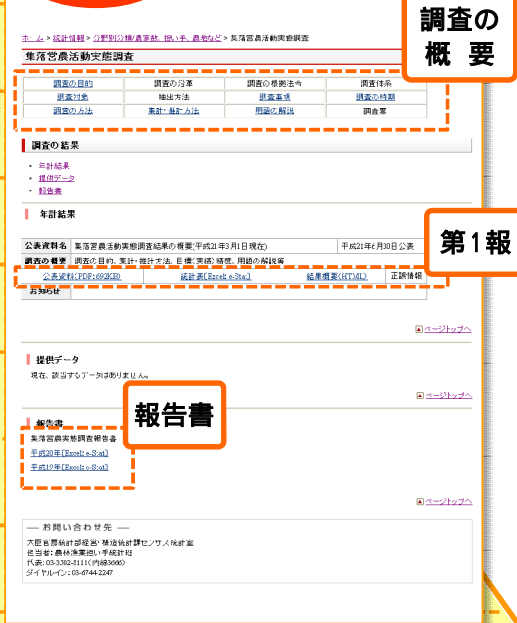 調査の
概 要
ホーム > 統計情報 > 分野別分類/農家数、担い手、農地など > 集落営農活動実態調査
集落営農活動実態調査
調査の目的 調査の沿革 調査の根拠法令 調査体系
調査対象 抽出方法 調査事項 調査の時期
調査の方法 集計・推計方法 用語の解説 調査票
調査の結果
・ 年計結果
・ 提供データ
・ 報告書
年計結果
第1報
公表資料名 集落営農活動実態調査結果の概要(平成21年3月1日現在) 平成21年6月30日公表
調査の概要 調査の目的、集計・推計方法、目標(実績)精度、用語の解説等
公表資料(PDF:692KB) 統計表[Excel:e-Stat] 結果概要(HTML) 正誤情報
お知らせ
ページトップへ
提供データ
現在、該当するデータはありません。
ページトップへ
報告書
報告書
集落営農実態調査報告書
平成20年[Excel:e-Stat]
平成19年[Excel:e-Stat]
ページトップへ
― お問い合わせ先 ―
大臣官房統計部経営・構造統計課センサス統計室
担当者:農林漁業担い手統計班
代表:03-3502-8111(内線3666)
ダイヤルイン:03-6744-2247